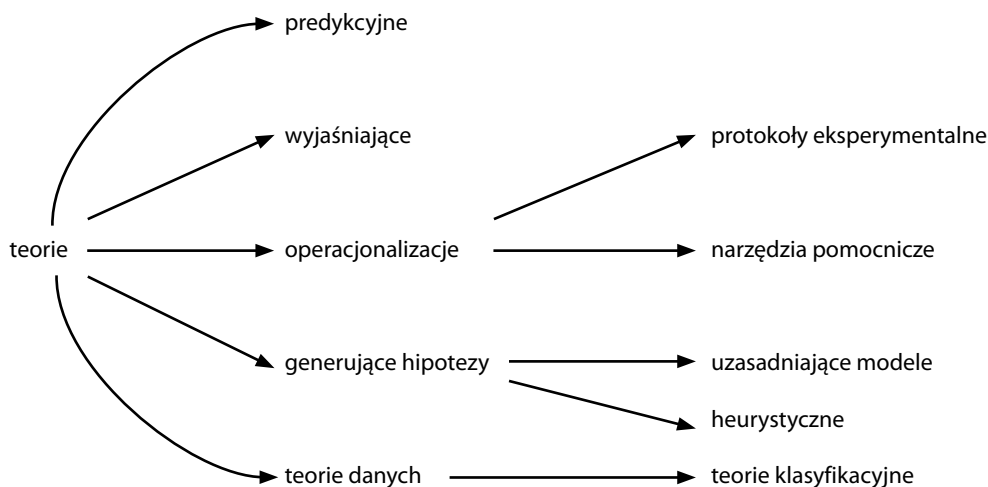 predykcyjne
wyjaśniające
protokoły eksperymentalne
teorie
operacjonalizacje
narzędzia pomocnicze
generujące hipotezy
uzasadniające modele
heurystyczne
teorie danych
teorie klasyfikacyjne